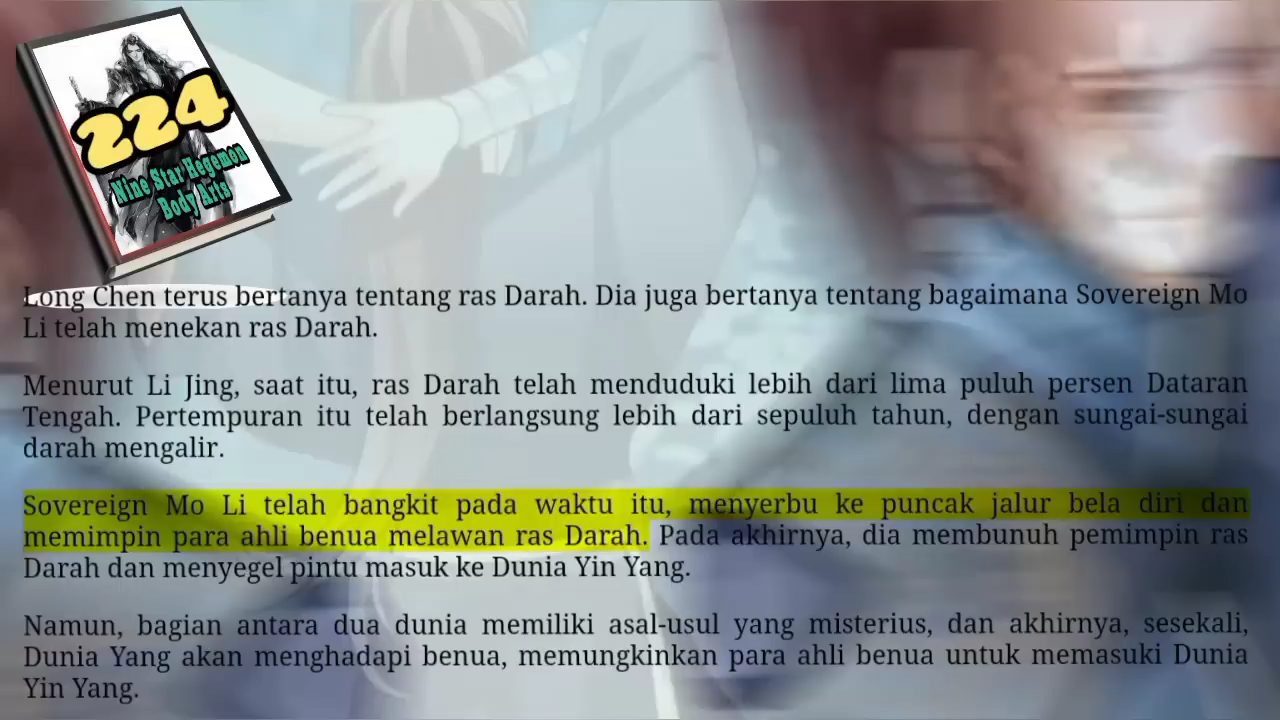 224
Nine Star Hegemon
Body Arts
Long Chen terus bertanya tentang ras Darah. Dia juga bertanya tentang bagaimana Sovereign Mo
Li telah menekan ras Darah.
Menurut Li Jing, saat itu, ras Darah telah menduduki lebih dari lima puluh persen Dataran
Tengah. Pertempuran itu telah berlangsung lebih dari sepuluh tahun, dengan sungai-sungai
darah mengalir.
Sovereign Mo Li telah bangkit pada waktu itu, menyerbu ke puncak jalur bela diri dan
memimpin para ahli benua melawan ras Darah. Pada akhirnya, dia membunuh pemimpin ras
Darah dan menyegel pintu masuk ke Dunia Yin Yang.
Namun, bagian antara dua dunia memiliki asal-usul yang misterius, dan akhirnya, sesekali,
Dunia Yang akan menghadapi benua, memungkinkan para ahli benua untuk memasuki Dunia
Yin Yang.